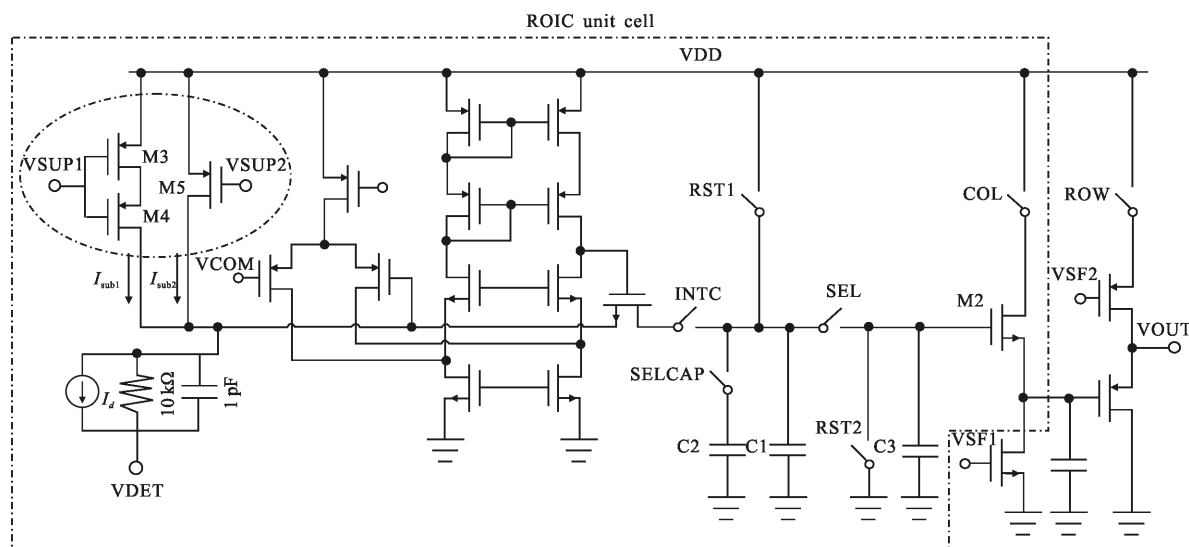 ROIC unit cell
VDD
VSUP1
M3
M4
M5
VSUP2
Isub1
Isub2
VCOM
RST1
COL
ROW
INTC
SEL
M2
VSF2
VOUT
SELCAP
Id
10 kΩ
1 pF
C2
C1
RST2
C3
VSF1
VDET